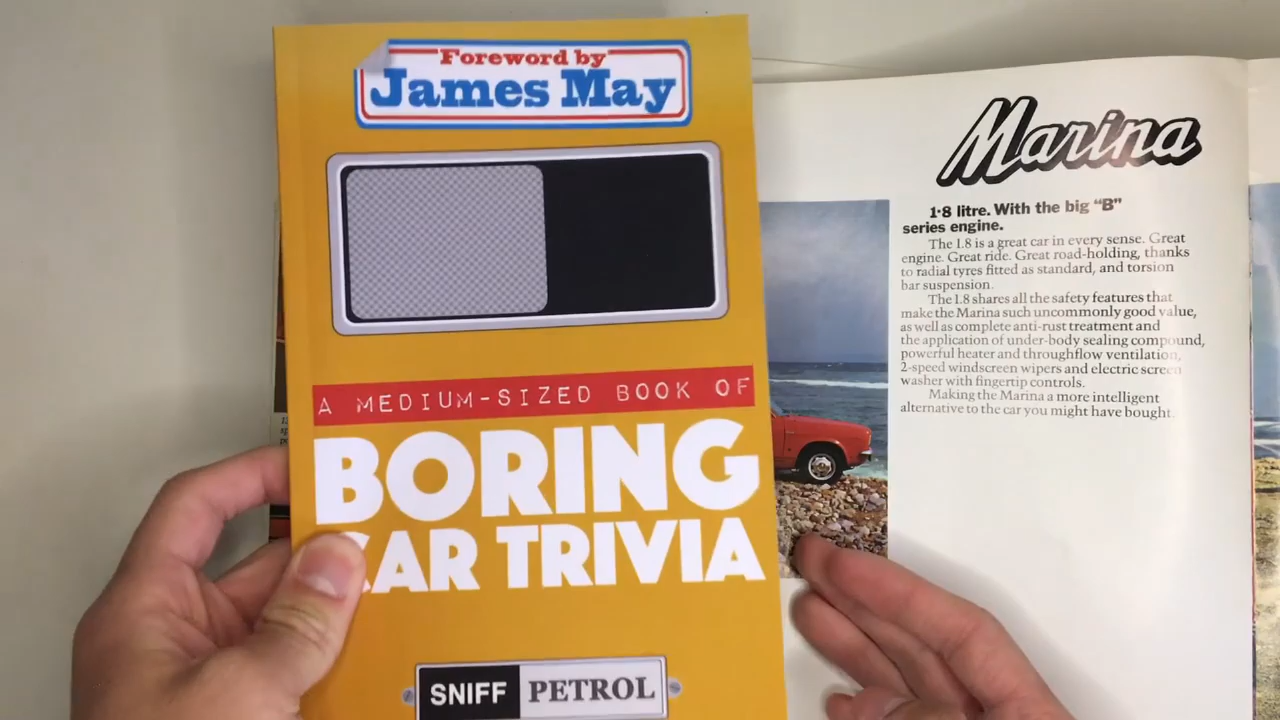 Foreword by
James May
A MEDIUM-SIZED BOOK OF
BORING
CAR TRIVIA
SNIFF PETROL
Marina
1·8 litre. With the big "B"
series engine.
The 1.8 is a great car in every sense. Great
engine. Great ride. Great road-holding, thanks
to radial tyres fitted as standard, and torsion
bar suspension.
The 1.8 shares all the safety features that
make the Marina such uncommonly good value,
as well as complete anti-rust treatment and
the application of under-body sealing compound,
powerful heater and throughflow ventilation,
2-speed windscreen wipers and electric screen
washer with fingertip controls.
Making the Marina a more intelligent
alternative to the car you might have bought.